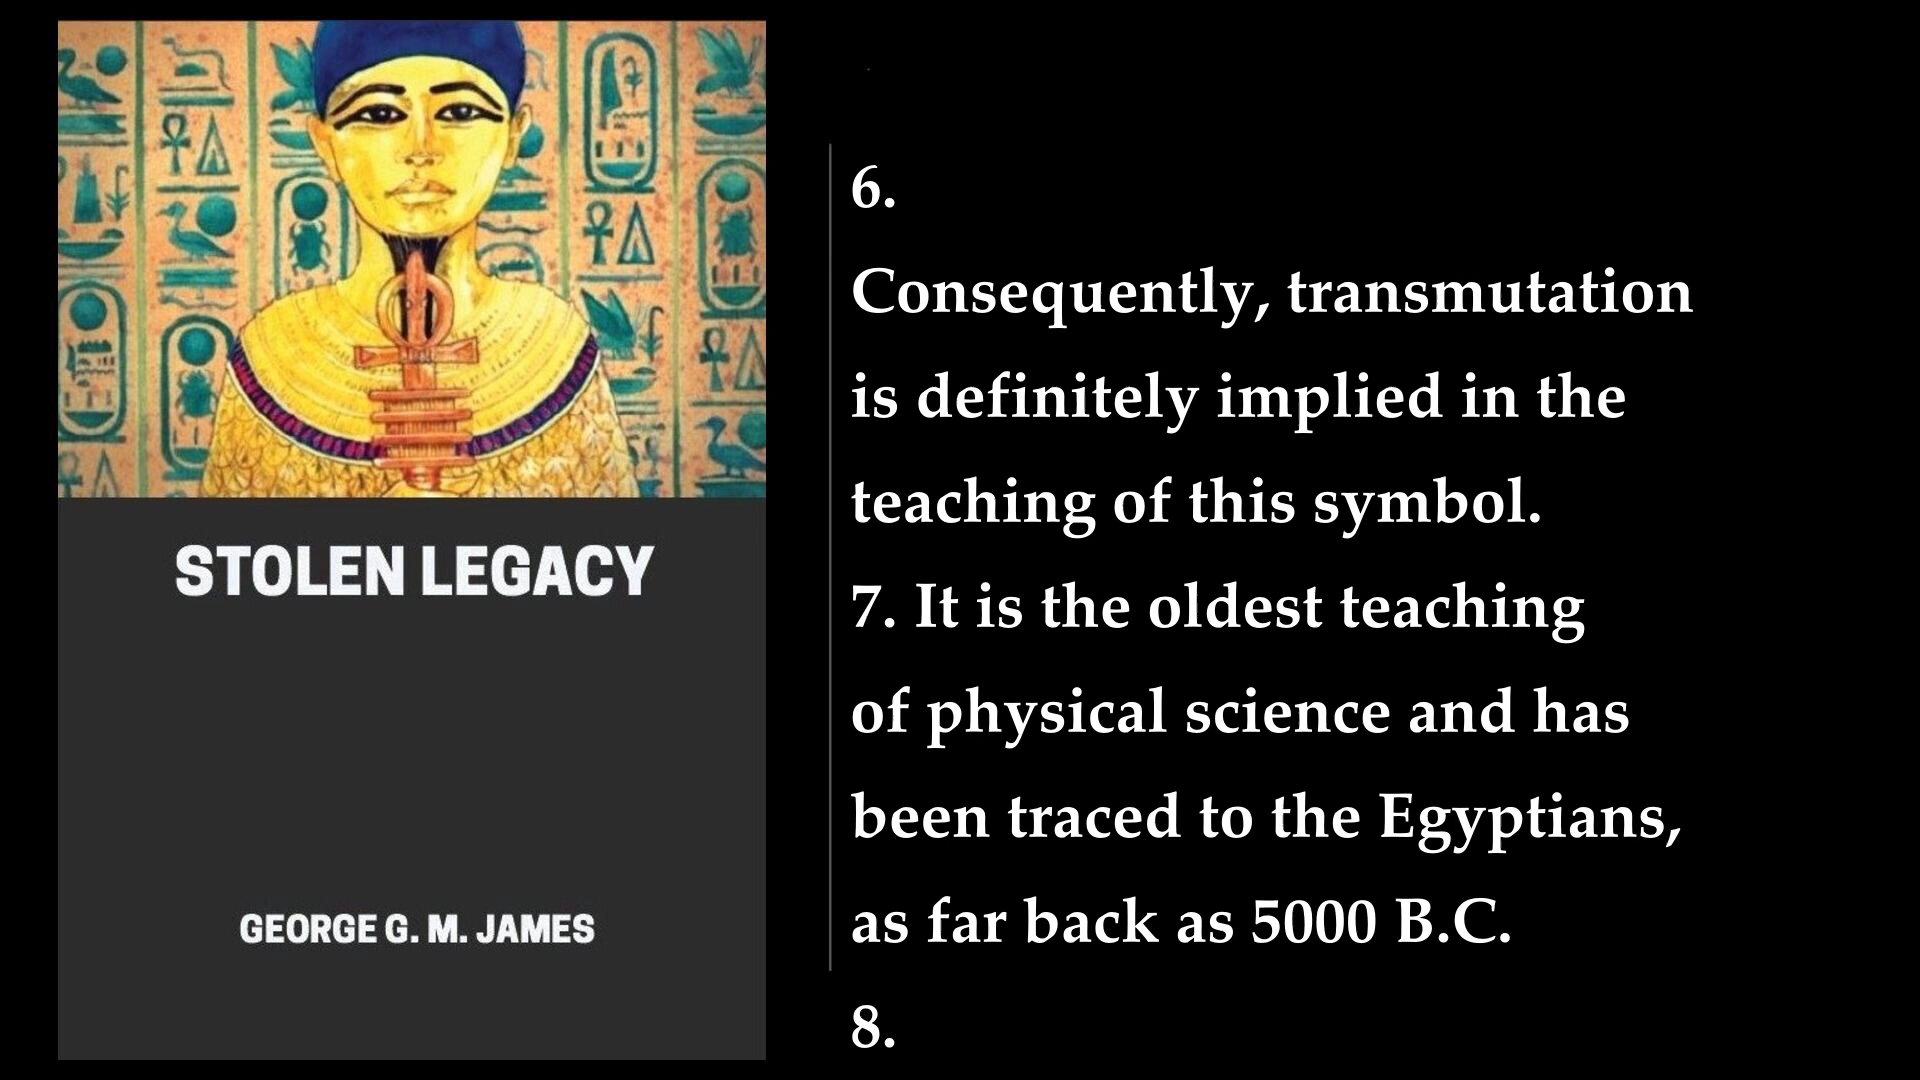 STOLEN LEGACY
GEORGE G. M. JAMES
6.
Consequently, transmutation
is definitely implied in the
teaching of this symbol.
7. It is the oldest teaching
of physical science and has
been traced to the Egyptians,
as far back as 5000 B.C.
8.